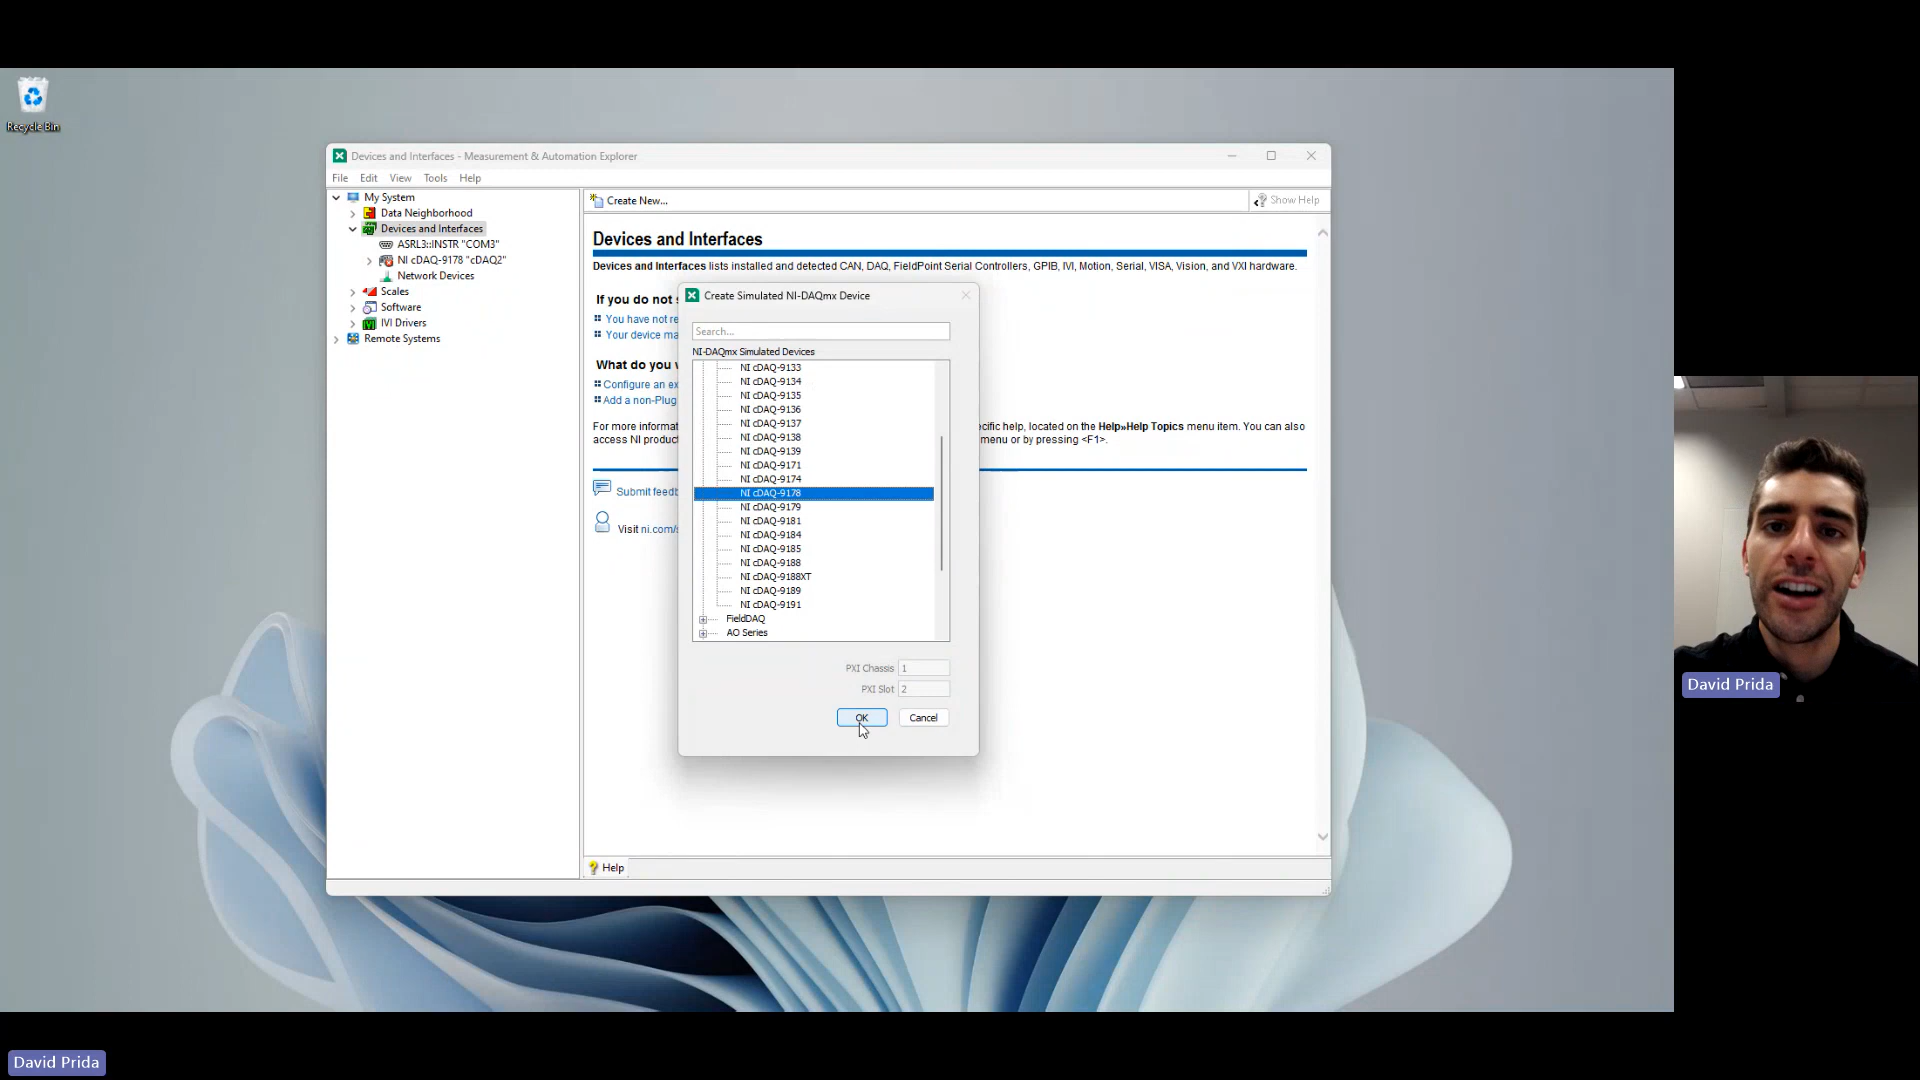 Recycle Bin
Devices and Interfaces - Measurement & Automation Explorer
File Edit View Tools Help
My System
Data Neighborhood
Devices and Interfaces
ASRL3::INSTR "COM3"
NI cDAQ-9178 "cDAQ2"
Network Devices
Scales
Software
IVI Drivers
Remote Systems
Create New...
Show Help
Devices and Interfaces
Devices and Interfaces lists installed and detected CAN, DAQ, FieldPoint Serial Controllers, GPIB, IVI, Motion, Serial, VISA, Vision, and VXI hardware.
If you do not s
You have not re
Your device ma
What do you v
Configure an ex
Add a non-Plug
For more informat
ecific help, located on the Help»Help Topics menu item. You can also
access NI produc
menu or by pressing <F1>.
Submit feedb
Visit ni.com/s
Create Simulated NI-DAQmx Device
Search...
NI-DAQmx Simulated Devices
NI cDAQ-9133
NI cDAQ-9134
NI cDAQ-9135
NI cDAQ-9136
NI cDAQ-9137
NI cDAQ-9138
NI cDAQ-9139
NI cDAQ-9171
NI cDAQ-9174
NI cDAQ-9178
NI cDAQ-9179
NI cDAQ-9181
NI cDAQ-9184
NI cDAQ-9185
NI cDAQ-9188
NI cDAQ-9188XT
NI cDAQ-9189
NI cDAQ-9191
FieldDAQ
AO Series
PXI Chassis 1
PXI Slot 2
OK Cancel
Help
David Prida
David Prida